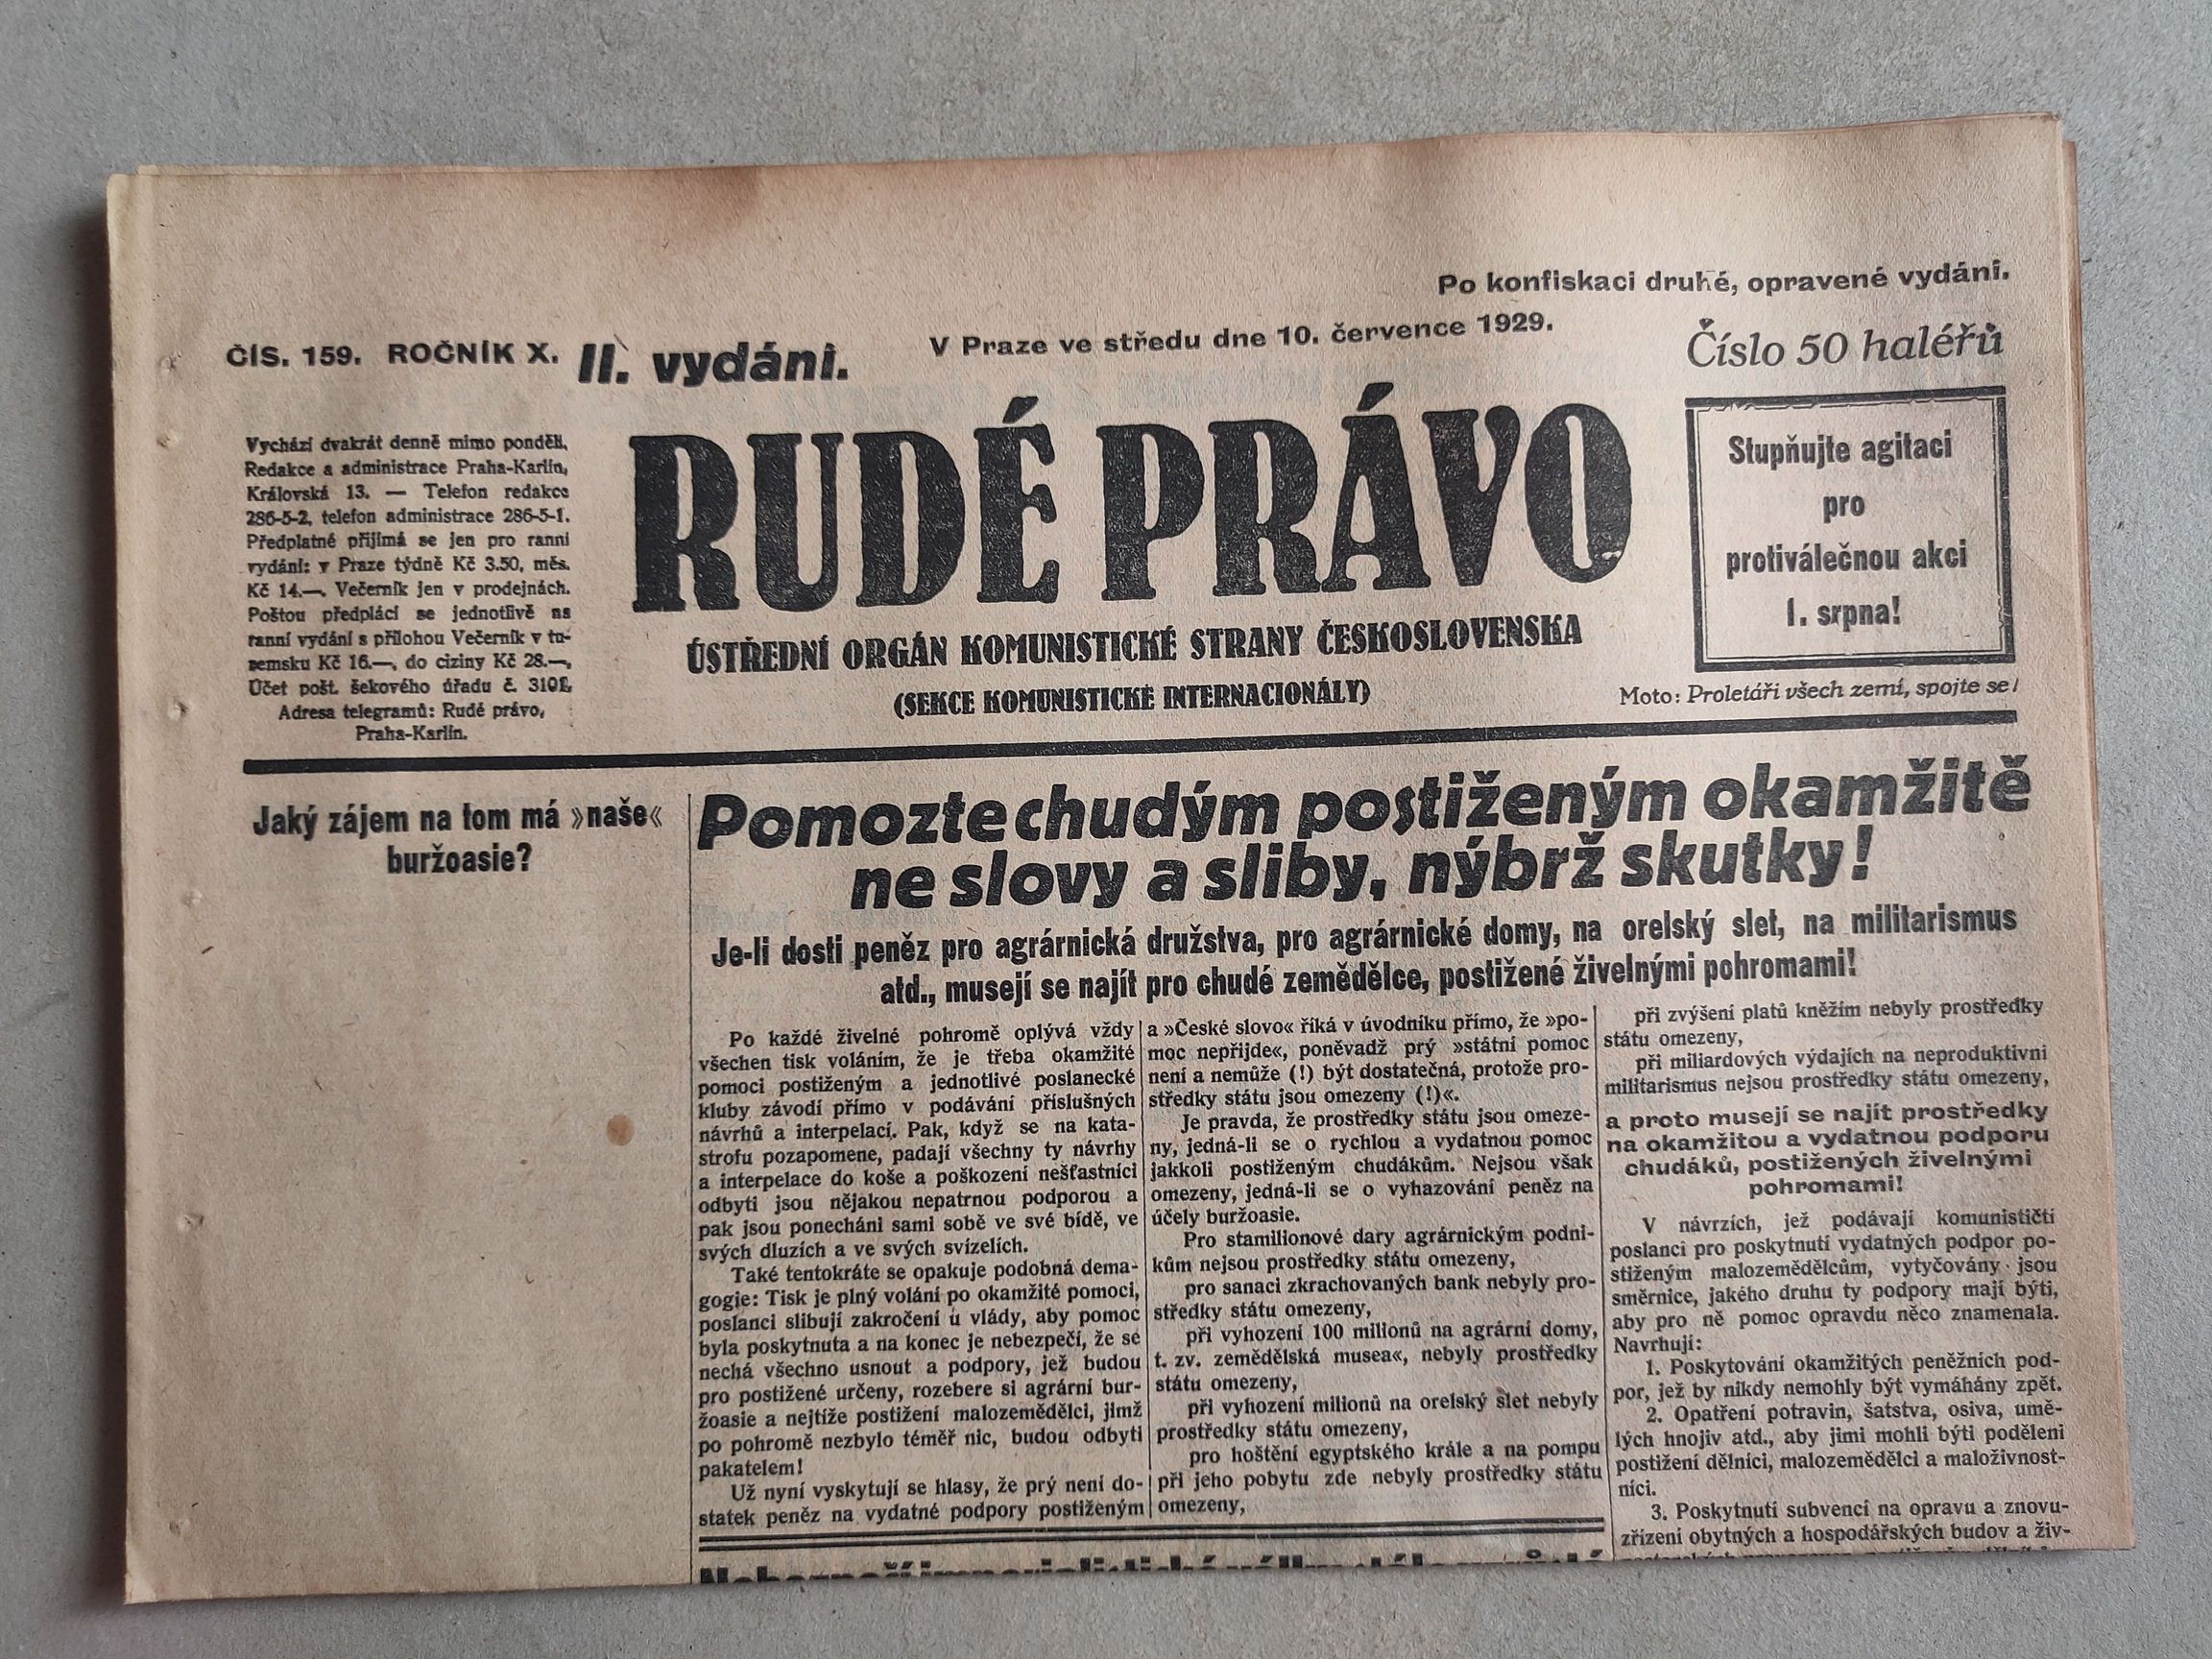 Po konfiskaci druhé, opravené vydání.
ČÍS. 159. ROČNÍK X. II. vydání. V Praze ve středu dne 10. července 1929. Číslo 50 haléřů
Vychází dvakrát denně mimo pondělí.
Redakce a administrace Praha-Karlín,
Královská 13. — Telefon redakce
286-5-2, telefon administrace 286-5-1.
Předplatné přijímá se jen pro ranní
vydání: v Praze týdně Kč 3.50, měs.
Kč 14.—. Večerník jen v prodejnách.
Poštou předplácí se jednotlivě na
ranní vydání s přílohou Večerník v tu-
zemsku Kč 16.—, do ciziny Kč 28.—.
Účet pošt. šekového úřadu č.
Adresa telegramů: Rudé právo,
Praha-Karlín.
RUDÉ PRÁVO
ÚSTŘEDNÍ ORGÁN KOMUNISTICKÉ STRANY ČESKOSLOVENSKA
(SEKCE KOMUNISTICKÉ INTERNACIONÁLY)
Stupňujte agitaci
pro
protiválečnou akci
1. srpna!
Moto: Proletáři všech zemí, spojte se!
Jaký zájem na tom má »naše«
buržoasie?
Pomozte chudým postiženým okamžitě
ne slovy a sliby, nýbrž skutky!
Je-li dosti peněz pro agrárnická družstva, pro agrárnické domy, na orelský slet, na militarismus
atd., musejí se najít pro chudé zemědělce, postižené živelnými pohromami!
Po každé živelné pohromě oplývá vždy
všechen tisk voláním, že je třeba okamžité
pomoci postiženým a jednotlivé poslanecké
kluby závodí přímo v podávání příslušných
návrhů a interpelací. Pak, když se na kata-
strofu pozapomene, padají všechny ty návrhy
a interpelace do koše a poškození nešťastníci
odbyti jsou nějakou nepatrnou podporou a
pak jsou ponecháni sami sobě ve své bídě, ve
svých dluzích a ve svých svízelích.
Také tentokráte se opakuje podobná dema-
gogie: Tisk je plný volání po okamžité pomoci,
poslanci slibují zakročení u vlády, aby pomoc
byla poskytnuta a na konec je nebezpečí, že se
nechá všechno usnout a podpory, jež budou
pro postižené určeny, rozebere si agrární bur-
žoasie a nejtíže postižení malozemědělci, jimž
po pohromě nezbylo téměř nic, budou odbyti
pakatelem!
Už nyní vyskytují se hlasy, že prý není do-
statek peněz na vydatné podpory postiženým
a »České slovo« říká v úvodníku přímo, že »po-
moc nepřijde«, poněvadž prý »státní pomoc
není a nemůže (!) být dostatečná, protože pro-
středky státu jsou omezeny (!)«.
Je pravda, že prostředky státu jsou omeze-
ny, jedná-li se o rychlou a vydatnou pomoc
jakkoli postiženým chudákům. Nejsou však
omezeny, jedná-li se o vyhazování peněz na
účely buržoasie.
Pro stamilionové dary agrárnickým podni-
kům nejsou prostředky státu omezeny,
pro sanaci zkrachovaných bank nebyly pro-
středky státu omezeny,
při vyhození 100 milionů na agrární domy,
t. zv. zemědělská musea«, nebyly prostředky
státu omezeny,
při vyhození milionů na orelský slet nebyly
prostředky státu omezeny,
pro hoštění egyptského krále a na pompu
při jeho pobytu zde nebyly prostředky státu
omezeny,
při zvýšení platů kněžím nebyly prostředky
státu omezeny,
při miliardových výdajích na neproduktivní
militarismus nejsou prostředky státu omezeny,
a proto musejí se najít prostředky
na okamžitou a vydatnou podporu
chudáků, postižených živelnými
pohromami!
V návrzích, jež podávají komunističtí
poslanci pro poskytnutí vydatných podpor po-
stiženým malozemědělcům, vytyčovány jsou
směrnice, jakého druhu ty podpory mají býti,
aby pro ně pomoc opravdu něco znamenala.
Navrhují:
1. Poskytování okamžitých peněžních pod-
por, jež by nikdy nemohly být vymáhány zpět.
2. Opatření potravin, šatstva, osiva, umě-
lých hnojiv atd., aby jimi mohli býti poděleni
postižení dělníci, malozemědělci a maloživnost-
níci.
3. Poskytnutí subvencí na opravu a znovu-
zřízení obytných a hospodářských budov a živ-